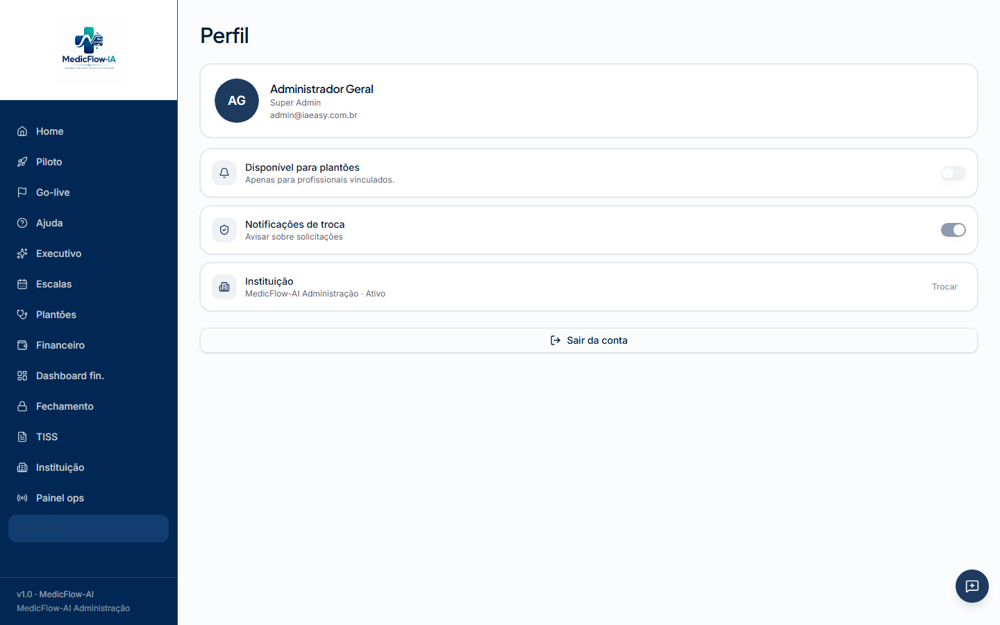 MedicFlow-IA
Home
Piloto
Go-live
Ajuda
Executivo
Escalas
Plantões
Financeiro
Dashboard fin.
Fechamento
TISS
Instituição
Painel ops
v1.0 · MedicFlow-AI
MedicFlow-AI Administração
Perfil
AG
Administrador Geral
Super Admin
admin@iaeasy.com.br
Disponível para plantões
Apenas para profissionais vinculados.
Notificações de troca
Avisar sobre solicitações
Instituição
MedicFlow-AI Administração · Ativo
Trocar
Sair da conta